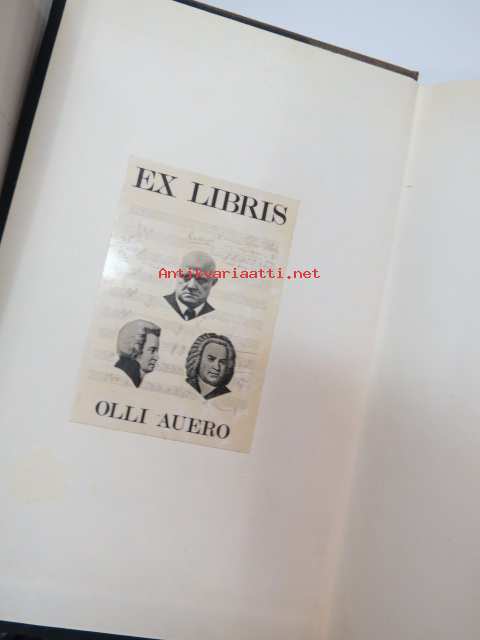 EX LIBRIS
Antikvariaatti.net
OLLI AUERO